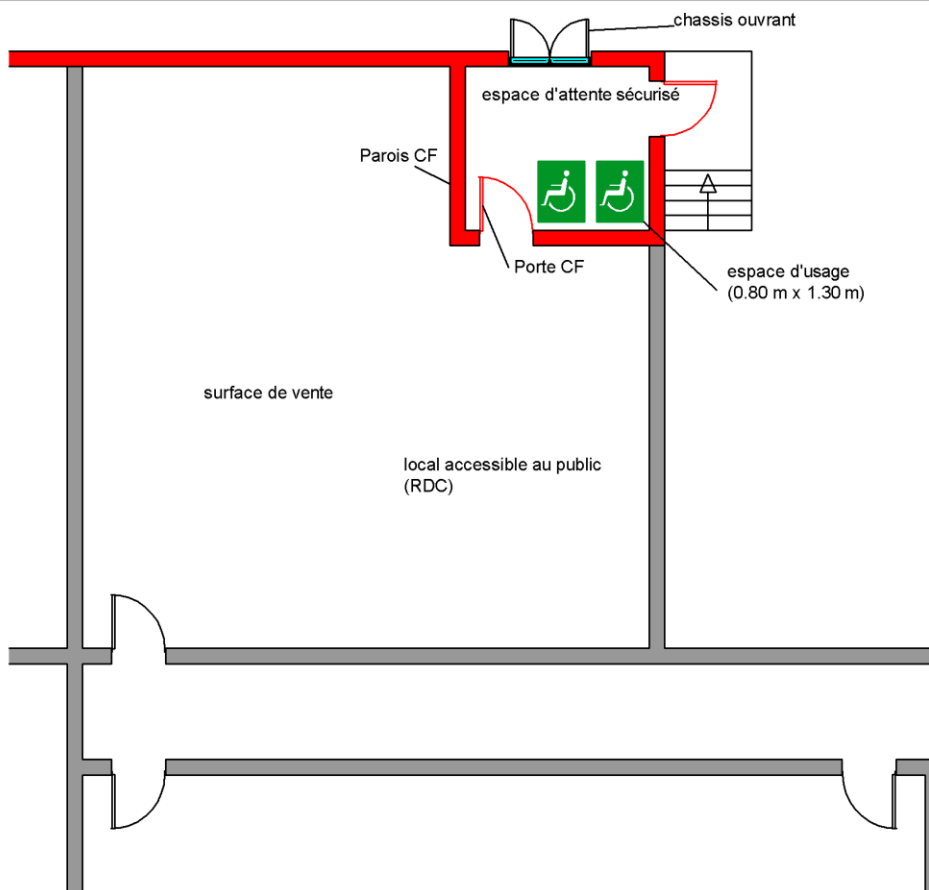 chassis ouvrant
espace d'attente sécurisé
Parois CF
Porte CF
espace d'usage
(0.80 m x 1.30 m)
surface de vente
local accessible au public
(RDC)